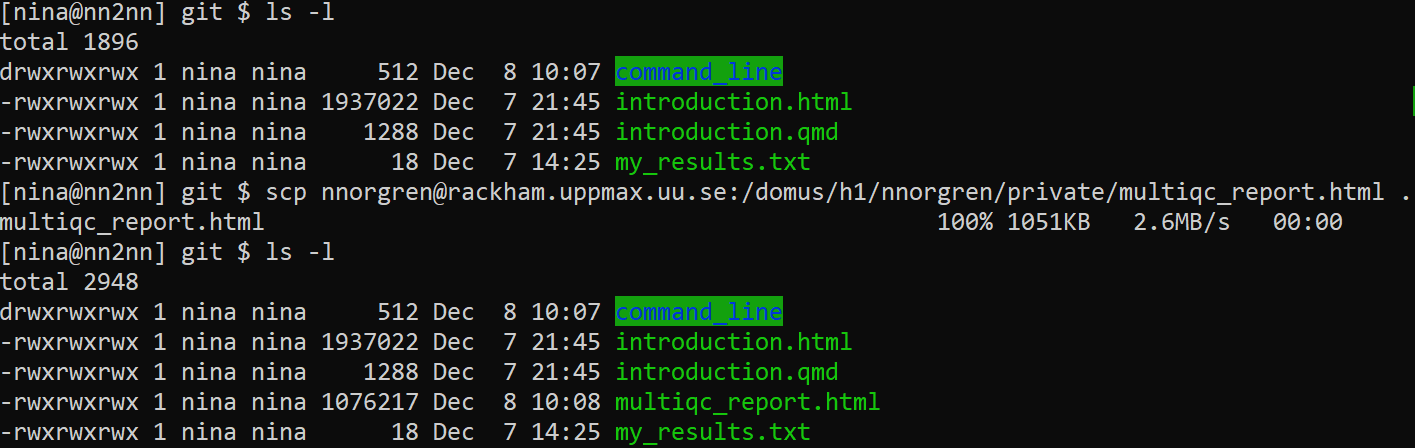 [nina@nn2nn] git $ ls -l
total 1896
drwxrwxrwx 1 nina nina     512 Dec  8 10:07 command_line
-rwxrwxrwx 1 nina nina 1937022 Dec  7 21:45 introduction.html
-rwxrwxrwx 1 nina nina    1288 Dec  7 21:45 introduction.qmd
-rwxrwxrwx 1 nina nina      18 Dec  7 14:25 my_results.txt
[nina@nn2nn] git $ scp nnorgren@rackham.uppmax.uu.se:/domus/h1/nnorgren/private/multiqc_report.html .
multiqc_report.html                                                   100% 1051KB   2.6MB/s   00:00
[nina@nn2nn] git $ ls -l
total 2948
drwxrwxrwx 1 nina nina     512 Dec  8 10:07 command_line
-rwxrwxrwx 1 nina nina 1937022 Dec  7 21:45 introduction.html
-rwxrwxrwx 1 nina nina    1288 Dec  7 21:45 introduction.qmd
-rwxrwxrwx 1 nina nina 1076217 Dec  8 10:08 multiqc_report.html
-rwxrwxrwx 1 nina nina      18 Dec  7 14:25 my_results.txt